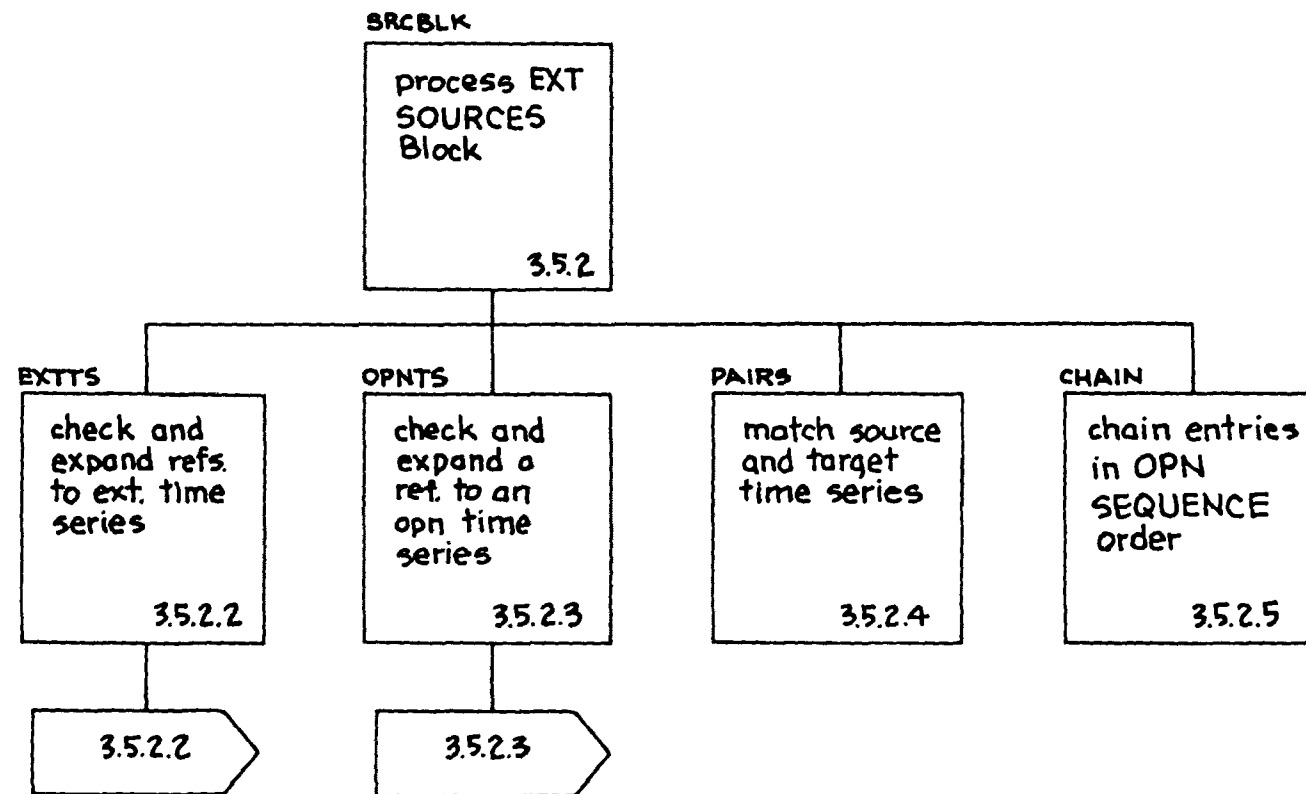 SRCBLK
process EXT
SOURCES
Block
3.5.2
EXTTS
check and
expand refs.
to ext. time
series
3.5.2.2
OPNTS
check and
expand a
ref. to an
opn time
series
3.5.2.3
PAIRS
match source
and target
time series
3.5.2.4
CHAIN
chain entries
in OPN
SEQUENCE
order
3.5.2.5
3.5.2.2
3.5.2.3